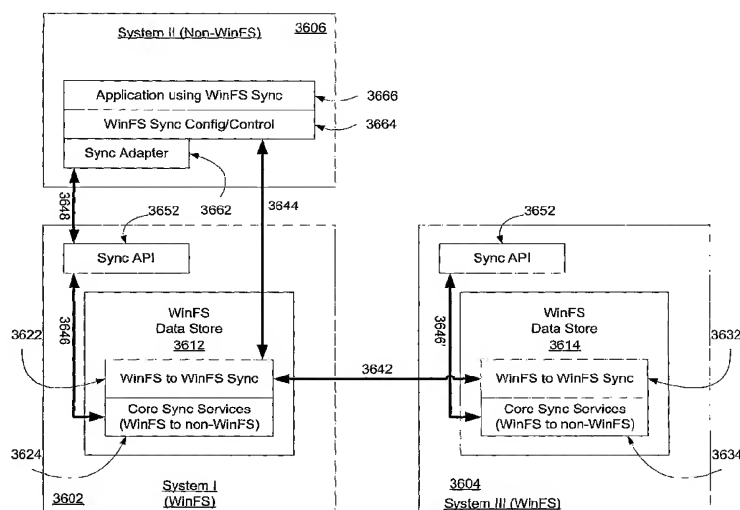 System II (Non-WinFS)
3606
Application using WinFS Sync
3666
WinFS Sync Config/Control
3664
Sync Adapter
3648
3662
3644
3652
3652
Sync API
Sync API
3646
WinFS
Data Store
3612
3646'
WinFS
Data Store
3614
3622
3632
WinFS to WinFS Sync
3642
WinFS to WinFS Sync
Core Sync Services
(WinFS to non-WinFS)
Core Sync Services
(WinFS to non-WinFS)
3624
3634
3602
System I
(WinFS)
3604
System III (WinFS)